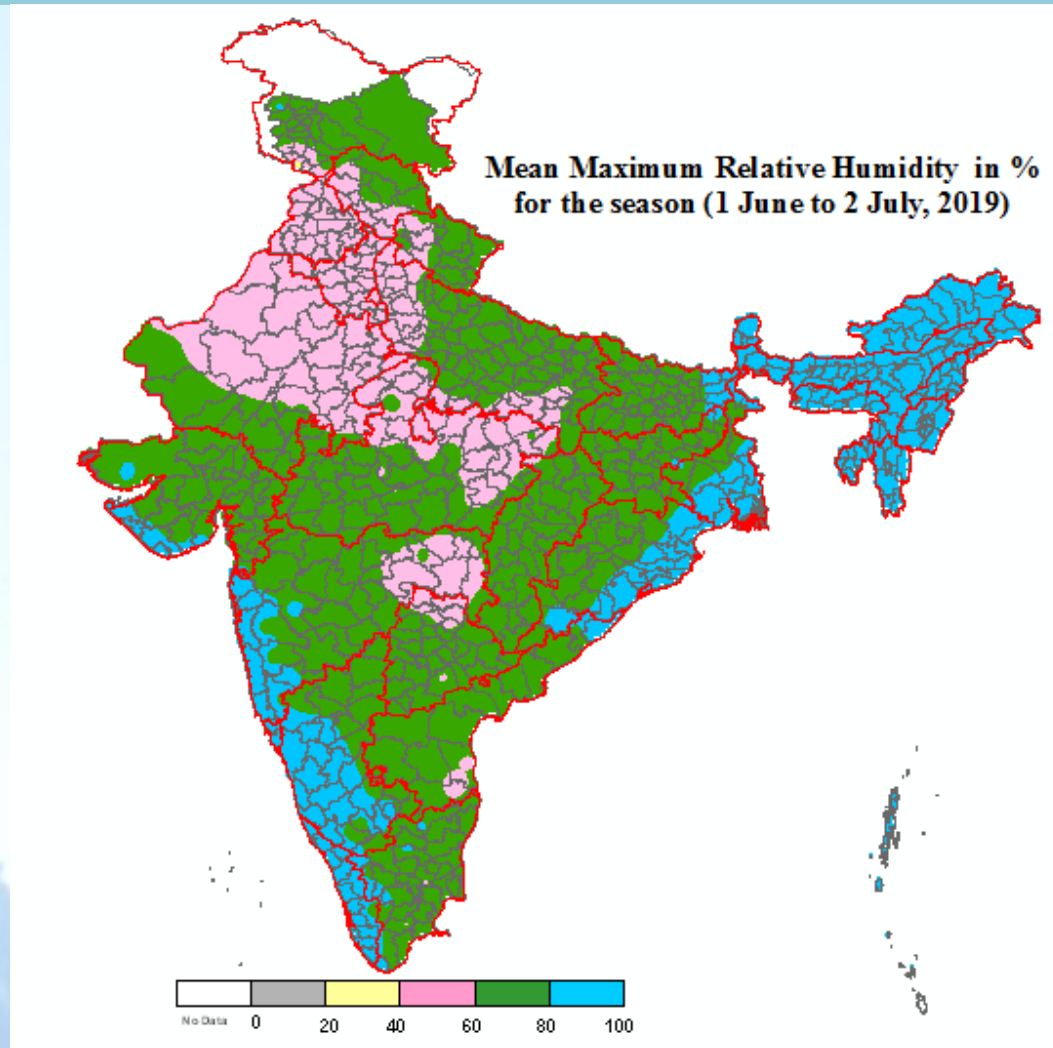 Mean Maximum Relative Humidity in %
for the season (1 June to 2 July, 2019)
No Data 0 20 40 60 80 100